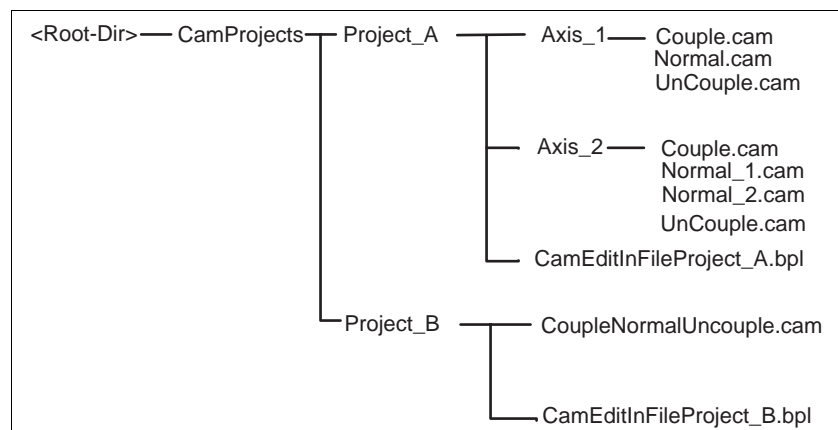 <Root-Dir> CamProjects Project_A Axis_1 Couple.cam
Normal.cam
UnCouple.cam
Axis_2 Couple.cam
Normal_1.cam
Normal_2.cam
UnCouple.cam
CamEditInFileProject_A.bpl
Project_B CoupleNormalUncouple.cam
CamEditInFileProject_B.bpl